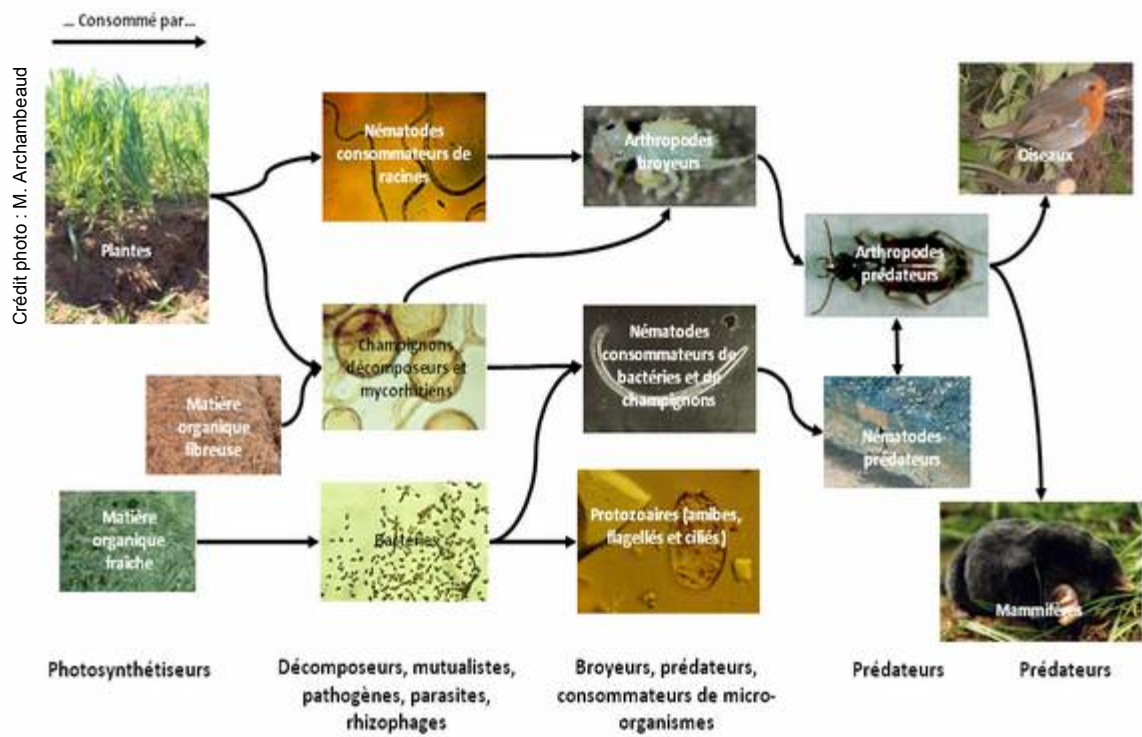 ... Consommé par...
Crédit photo : M. Archambeaud
Plantes
Nématodes
consommateurs de
racines
Arthropodes
broyeurs
Oiseaux
Arthropodes
prédateurs
Champignons
décomposeurs et
mycorhiziens
Nématodes
consommateurs de
bactéries et de
champignons
Matière
organique
fibreuse
Nématodes
prédateurs
Matière
organique
fraîche
Bactéries
Protozoaires (amibes,
flagellés et ciliés)
Mammifères
Photosynthétiseurs
Décomposeurs, mutualistes,
pathogènes, parasites,
rhizophages
Broyeurs, prédateurs,
consommateurs de micro-
organismes
Prédateurs
Prédateurs